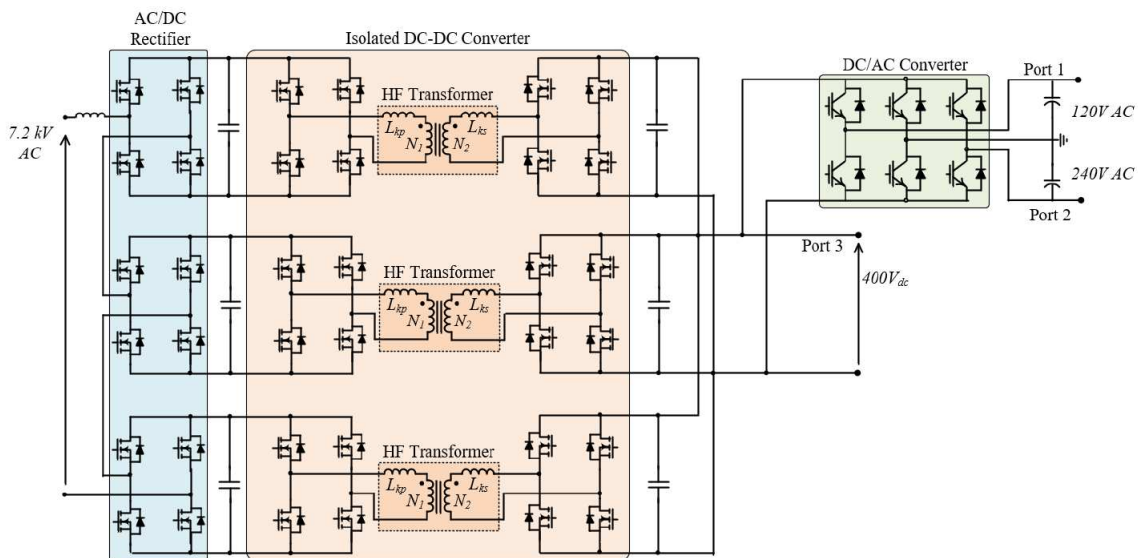 AC/DC
Rectifier
Isolated DC-DC Converter
DC/AC Converter
Port 1
HF Transformer
Lkp
N1
N2
Lks
7.2 kV
AC
120V AC
240V AC
Port 2
Port 3
HF Transformer
Lkp
N1
N2
Lks
400Vdc
HF Transformer
Lkp
N1
N2
Lks